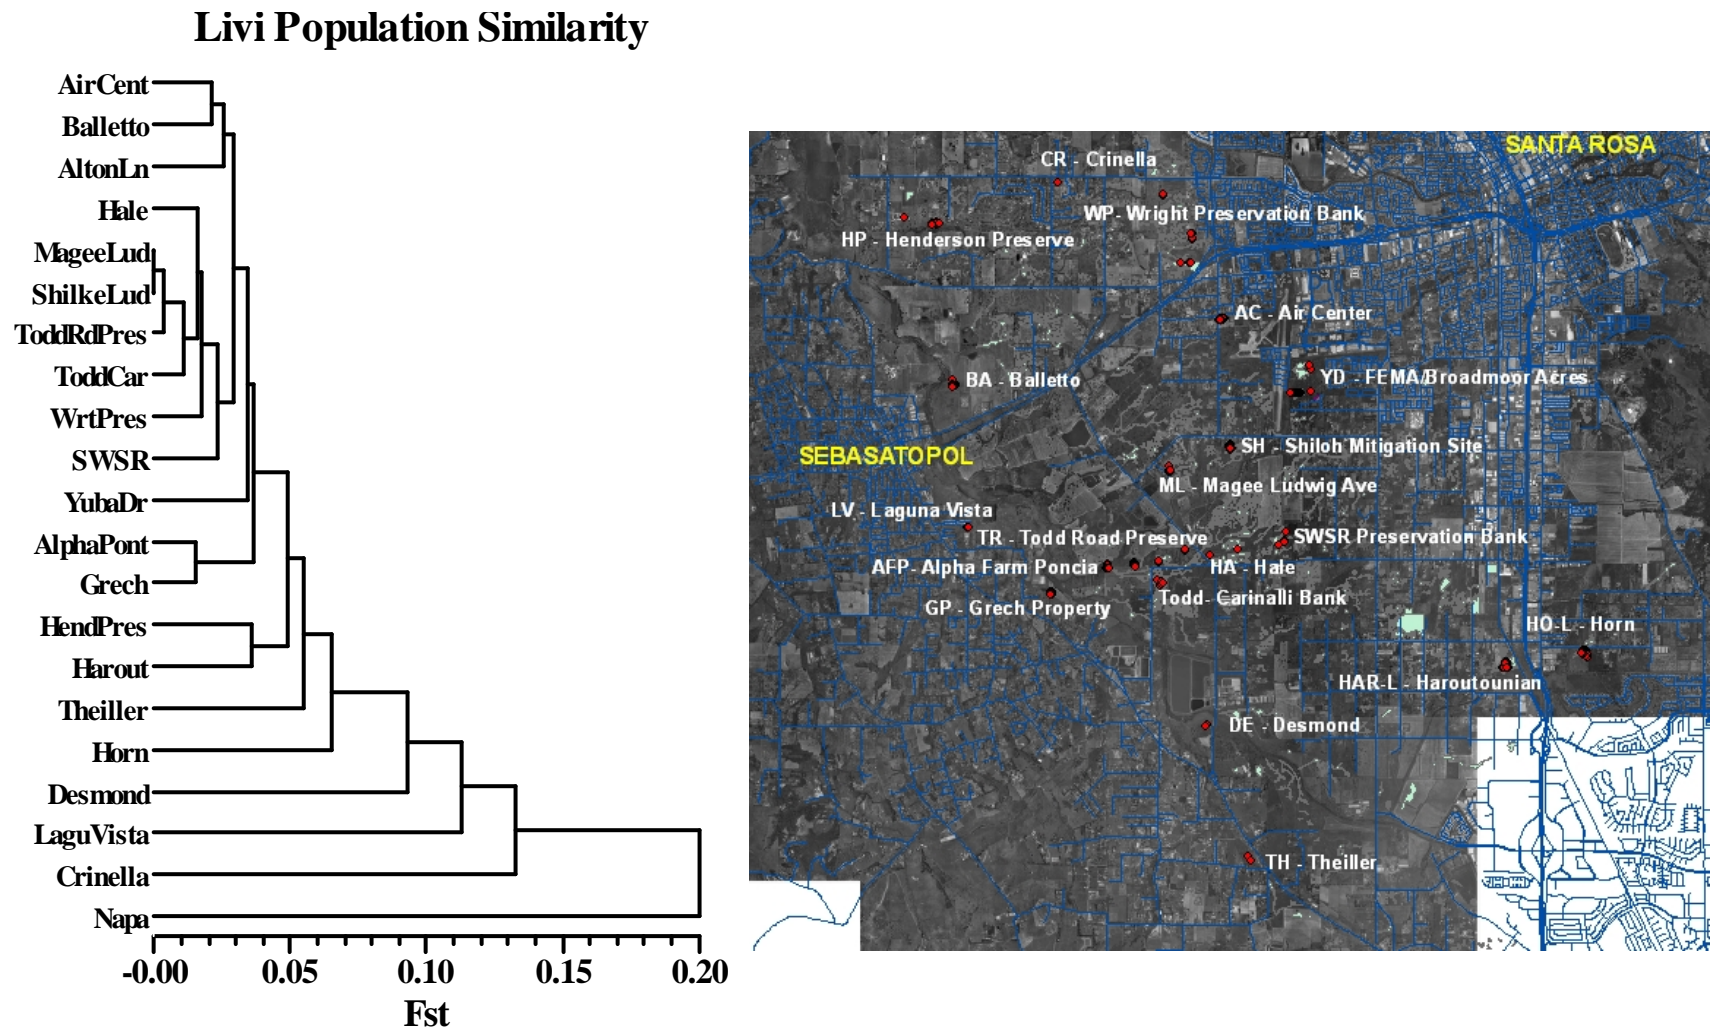 Livi Population Similarity
AirCent
Balletto
AltonLn
Hale
MageeLud
ShilkeLud
ToddRdPres
ToddCar
WrtPres
SWSR
YubaDr
AlphaPont
Grech
HendPres
Harout
Theiller
Horn
Desmond
LaguVista
Crinella
Napa
-0.00 0.05 0.10 0.15 0.20
Fst
SANTA ROSA
CR - Crinella
WP- Wright Preservation Bank
HP - Henderson Preserve
AC - Air Center
BA - Balletto
YD - FEMA/Broadmoor Acres
SH - Shiloh Mitigation Site
SEBASATOPOL
ML - Magee Ludwig Ave
LV - Laguna Vista
TR - Todd Road Preserve
SWSR Preservation Bank
AFP- Alpha Farm Poncia
HA - Hale
Todd- Carinalli Bank
GP - Grech Property
HO-L - Horn
HAR-L - Haroutounian
DE - Desmond
TH - Theiller